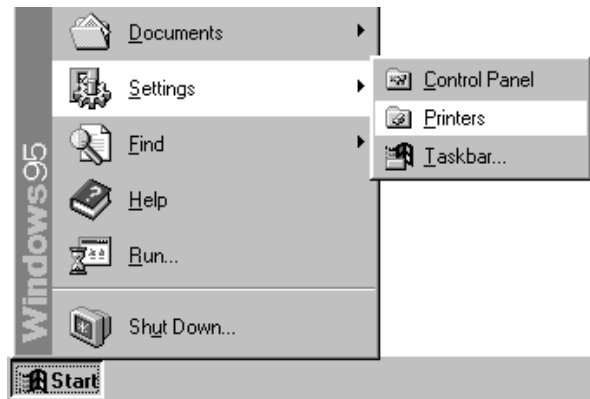 Documents
Settings
Control Panel
Printers
Taskbar...
Find
Help
Run...
Shut Down...
Windows95
Start